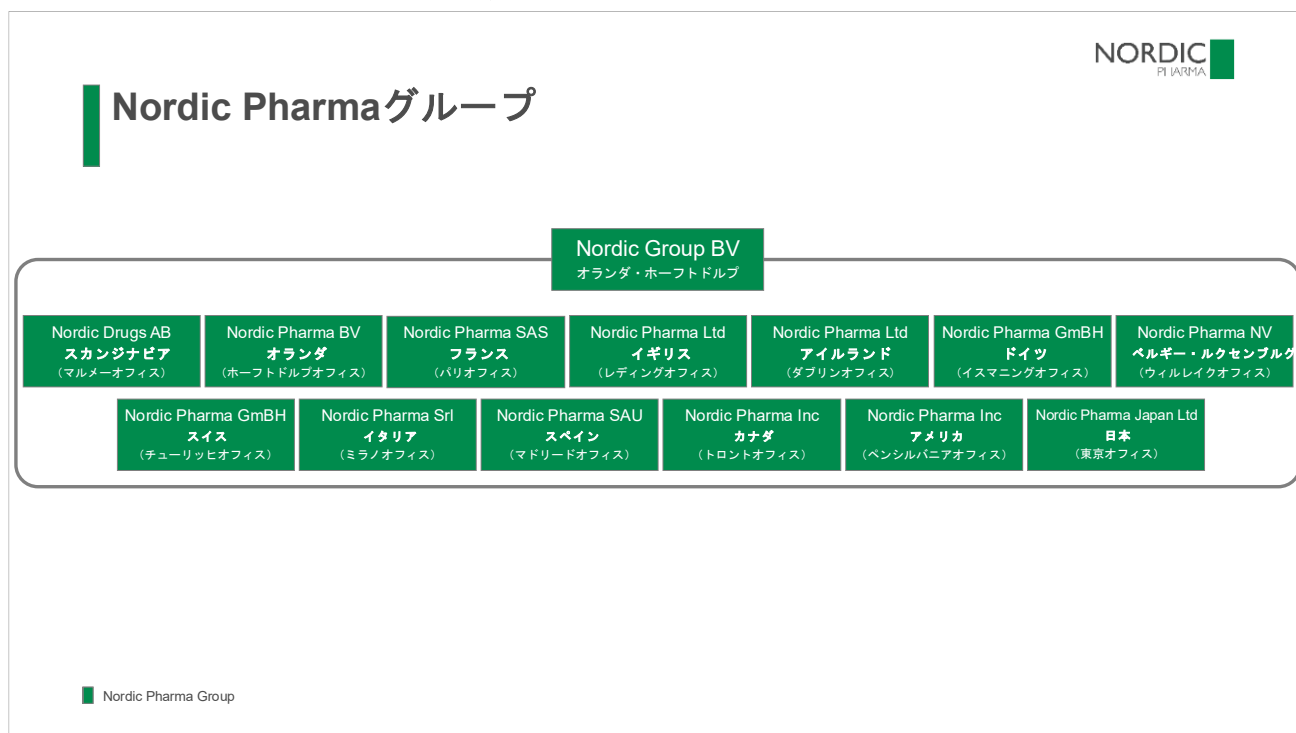 NORDIC
PHARMA
Nordic Pharmaグループ
Nordic Group BV
オランダ・ホーフトドルプ
Nordic Drugs AB
スカンジナビア
（マルメーオフィス）
Nordic Pharma BV
オランダ
（ホーフトドルプオフィス）
Nordic Pharma SAS
フランス
（パリオフィス）
Nordic Pharma Ltd
イギリス
（レディングオフィス）
Nordic Pharma Ltd
アイルランド
（ダブリンオフィス）
Nordic Pharma GmBH
ドイツ
（イスマニングオフィス）
Nordic Pharma NV
ベルギー・ルクセンブルグ
（ウィルレイクオフィス）
Nordic Pharma GmBH
スイス
（チューリッヒオフィス）
Nordic Pharma Srl
イタリア
（ミラノオフィス）
Nordic Pharma SAU
スペイン
（マドリードオフィス）
Nordic Pharma Inc
カナダ
（トロントオフィス）
Nordic Pharma Inc
アメリカ
（ペンシルバニアオフィス）
Nordic Pharma Japan Ltd
日本
（東京オフィス）
Nordic Pharma Group